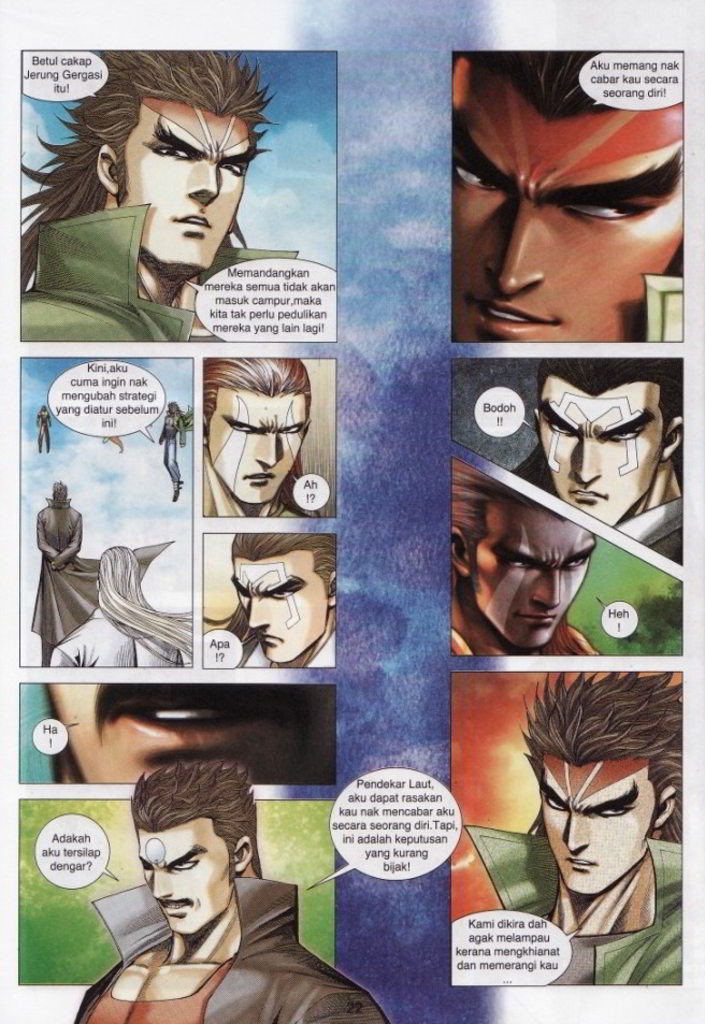 Betul cakap
Jerung Gergasi
itu!
Memandangkan
mereka semua tidak akan
masuk campur,maka
kita tak perlu pedulikan
mereka yang lain lagi!
Kini,aku
cuma ingin nak
mengubah strategi
yang diatur sebelum
ini!
Ah
!?
Apa
!?
Ha
!
Adakah
aku tersilap
dengar?
Pendekar Laut,
aku dapat rasakan
kau nak mencabar aku
secara seorang diri.Tapi,
ini adalah keputusan
yang kurang
bijak!
Aku memang nak
cabar kau secara
seorang diri!
Bodoh
!!
Heh
!
Kami dikira dah
agak melampau
kerana mengkhianat
dan memerangi kau
...
22